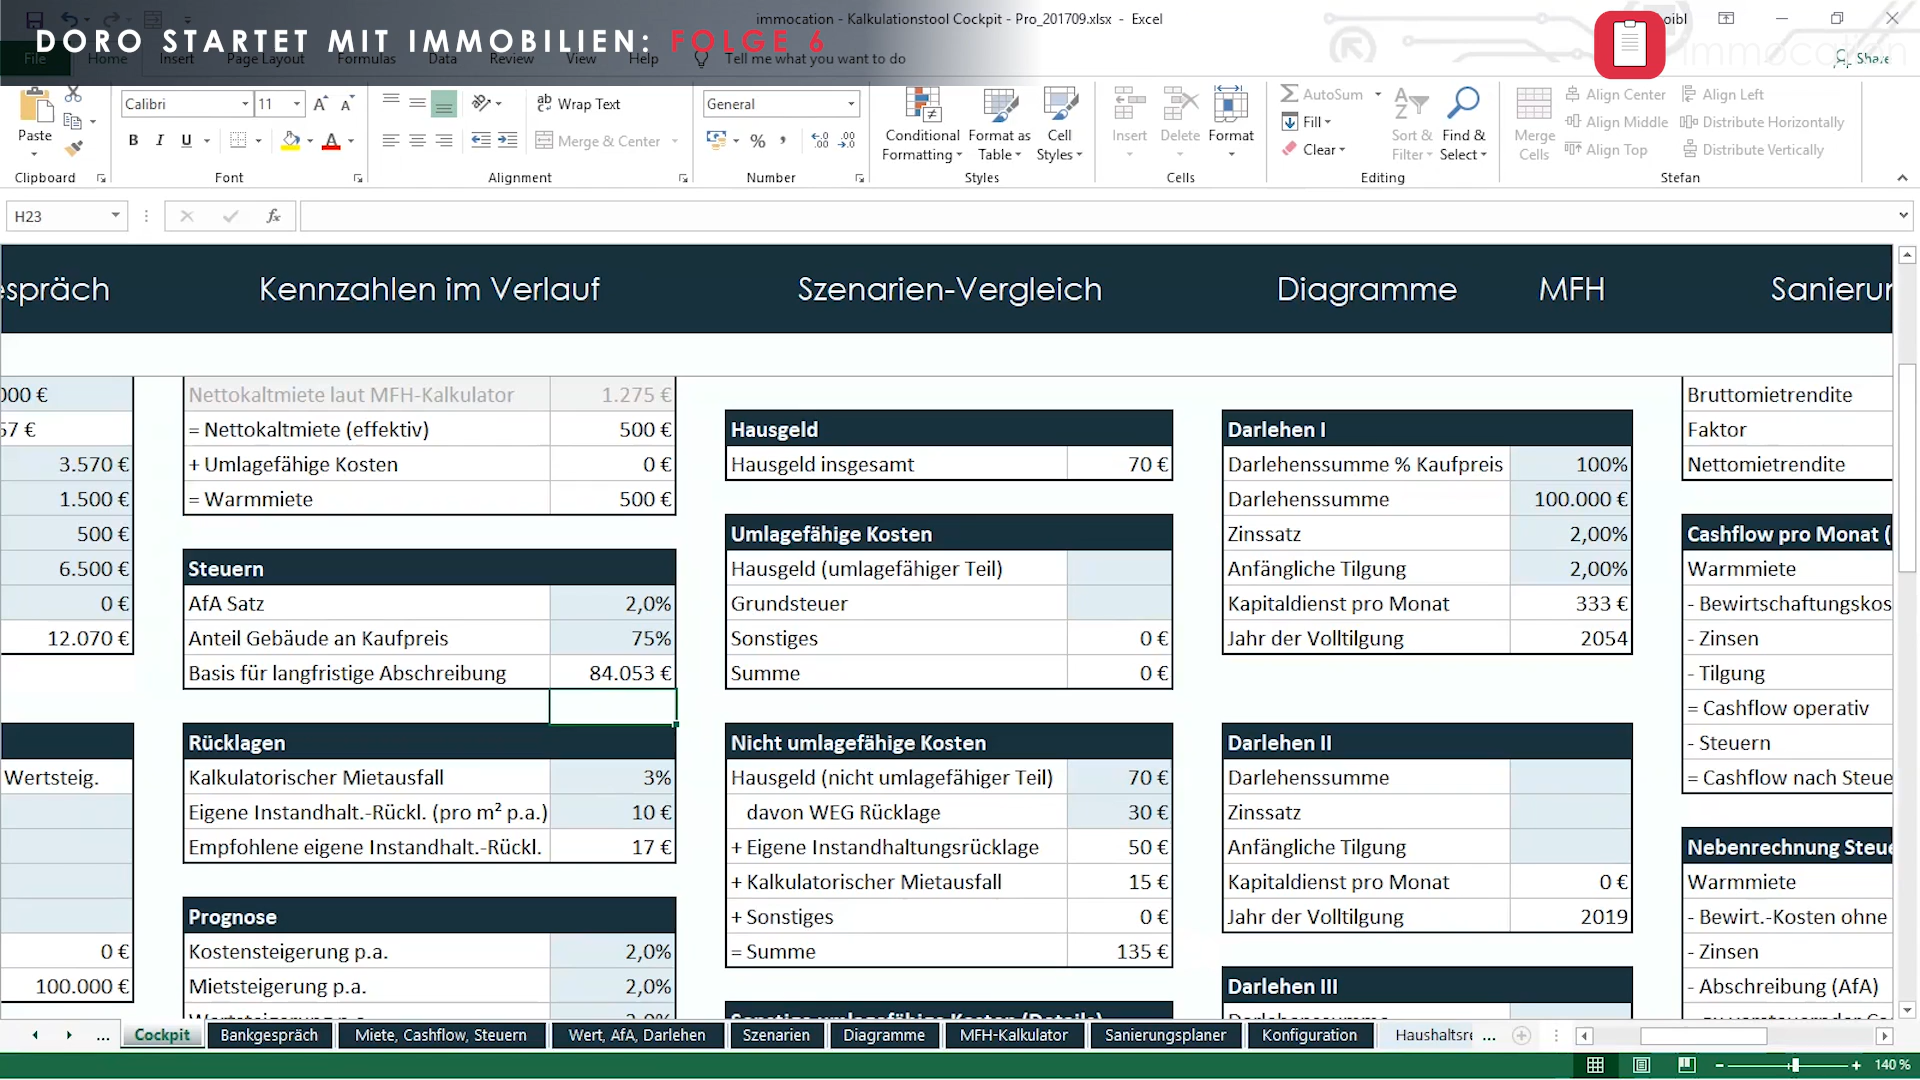 immocation - Kalkulationstool Cockpit - Pro_201709.xlsx - Excel
oibl
DORO STARTET MIT IMMOBILIEN: FOLGE 6
immocation
File Home Insert Page Layout Formulas Data Review View Help Tell me what you want to do Share
Paste
Clipboard
Calibri 11
B I U
Font
Wrap Text
Merge & Center
Alignment
General
%
Number
Conditional Formatting
Format as Table
Cell Styles
Styles
Insert Delete Format
Cells
AutoSum
Fill
Clear
Sort & Filter
Find & Select
Editing
Merge Cells
Align Center
Align Middle
Align Top
Align Left
Distribute Horizontally
Distribute Vertically
Stefan
H23
fx
espräch Kennzahlen im Verlauf Szenarien-Vergleich Diagramme MFH Sanierur
000 €
57 €
3.570 €
1.500 €
500 €
6.500 €
0 €
12.070 €
Wertsteig.
0 €
100.000 €
Nettokaltmiete laut MFH-Kalkulator 1.275 €
= Nettokaltmiete (effektiv) 500 €
+ Umlagefähige Kosten 0 €
= Warmmiete 500 €
Steuern
AfA Satz 2,0%
Anteil Gebäude an Kaufpreis 75%
Basis für langfristige Abschreibung 84.053 €
Rücklagen
Kalkulatorischer Mietausfall 3%
Eigene Instandhalt.-Rückl. (pro m² p.a.) 10 €
Empfohlene eigene Instandhalt.-Rückl. 17 €
Prognose
Kostensteigerung p.a. 2,0%
Mietsteigerung p.a. 2,0%
Hausgeld
Hausgeld insgesamt 70 €
Umlagefähige Kosten
Hausgeld (umlagefähiger Teil)
Grundsteuer
Sonstiges 0 €
Summe 0 €
Nicht umlagefähige Kosten
Hausgeld (nicht umlagefähiger Teil) 70 €
davon WEG Rücklage 30 €
+ Eigene Instandhaltungsrücklage 50 €
+ Kalkulatorischer Mietausfall 15 €
+ Sonstiges 0 €
= Summe 135 €
Darlehen I
Darlehenssumme % Kaufpreis 100%
Darlehenssumme 100.000 €
Zinssatz 2,00%
Anfängliche Tilgung 2,00%
Kapitaldienst pro Monat 333 €
Jahr der Volltilgung 2054
Darlehen II
Darlehenssumme
Zinssatz
Anfängliche Tilgung
Kapitaldienst pro Monat 0 €
Jahr der Volltilgung 2019
Darlehen III
Bruttomietrendite
Faktor
Nettomietrendite
Cashflow pro Monat (
Warmmiete
- Bewirtschaftungskos
- Zinsen
- Tilgung
= Cashflow operativ
- Steuern
= Cashflow nach Steue
Nebenrechnung Steue
Warmmiete
- Bewirt.-Kosten ohne
- Zinsen
- Abschreibung (AfA)
... Cockpit Bankgespräch Miete, Cashflow, Steuern Wert, AfA, Darlehen Szenarien Diagramme MFH-Kalkulator Sanierungsplaner Konfiguration Haushaltsre ...
140 %